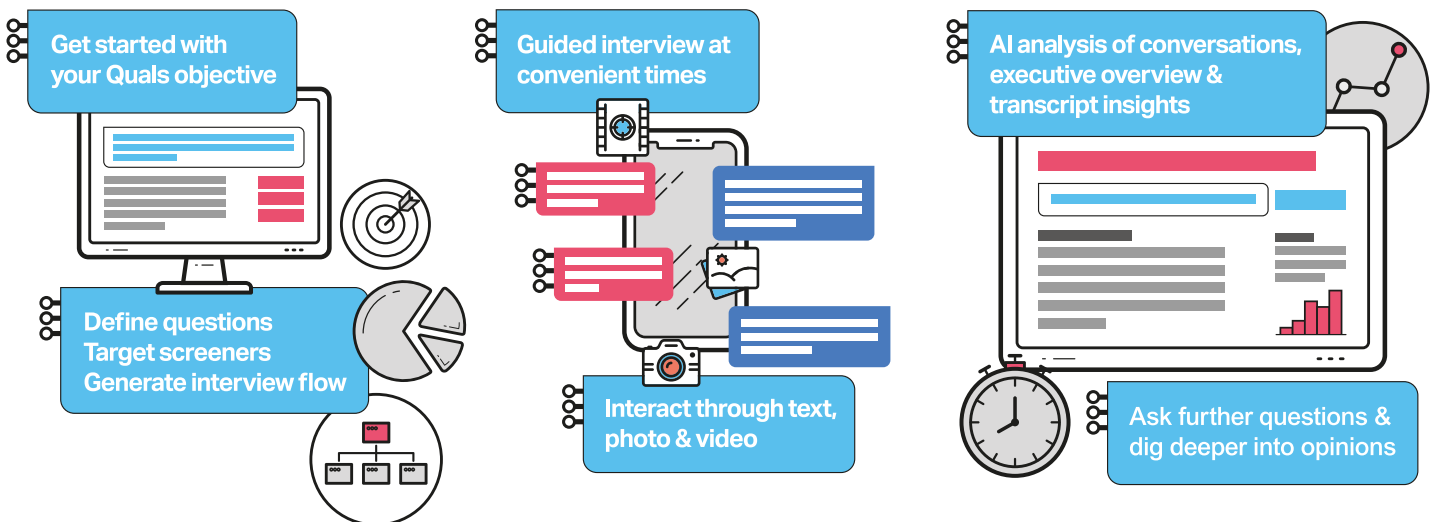 Get started with
your Quals objective
Define questions
Target screeners
Generate interview flow
Guided interview at
convenient times
Interact through text,
photo & video
AI analysis of conversations,
executive overview &
transcript insights
Ask further questions &
dig deeper into opinions